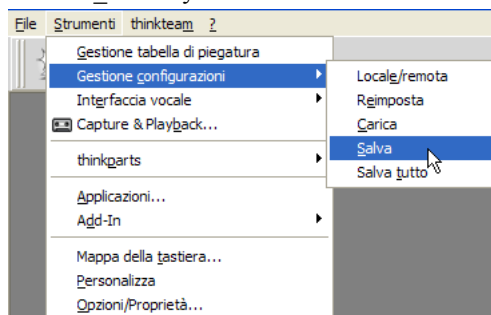 File Strumenti thinkteam ?
Gestione tabella di piegatura
Gestione configurazioni
Interfaccia vocale
Capture & Playback...
thinkparts
Applicazioni...
Add-In
Mappa della tastiera...
Personalizza
Opzioni/Proprietà...
Locale/remota
Reimposta
Carica
Salva
Salva tutto